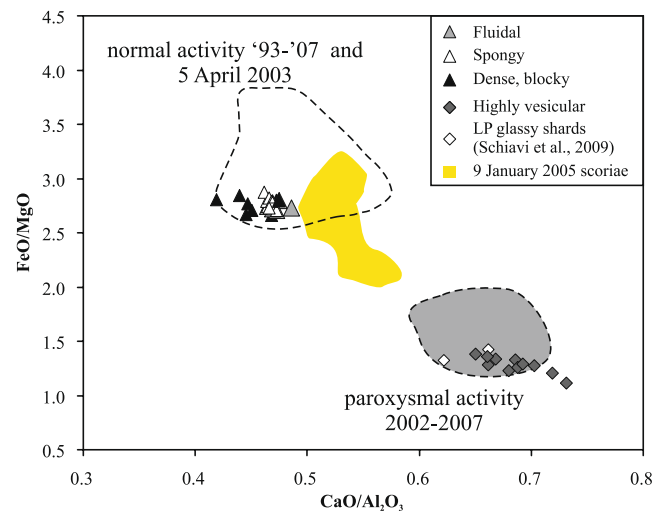 4.5
4.0
3.5
3.0
2.5
2.0
1.5
1.0
0.5
FeO/MgO
normal activity ‘93-’07 and
5 April 2003
Fluidal
Spongy
Dense, blocky
Highly vesicular
LP glassy shards
(Schiavi et al., 2009)
9 January 2005 scoriae
paroxysmal activity
2002-2007
0.3 0.4 0.5 0.6 0.7 0.8
CaO/Al₂O₃